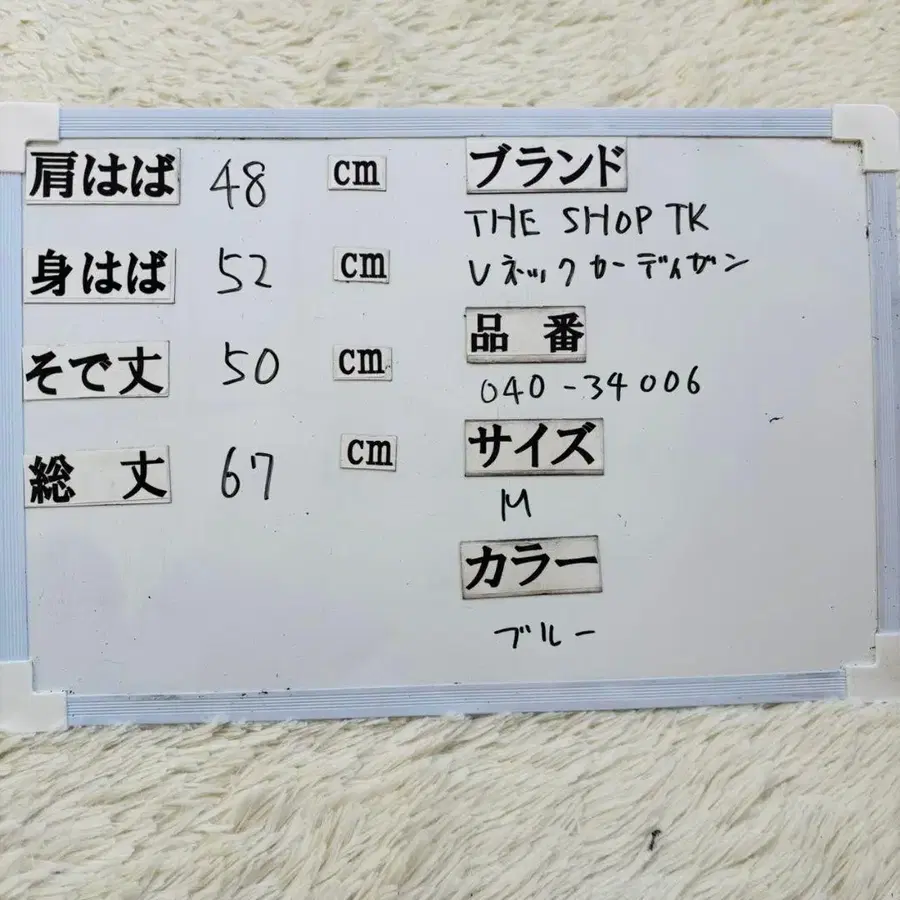 肩はば 48 cm
身はば 52 cm
そで丈 50 cm
総 丈 67 cm
ブランド
THE SHOP TK
Vネックカーディガン
品 番
040-34006
サイズ
M
カラー
ブルー